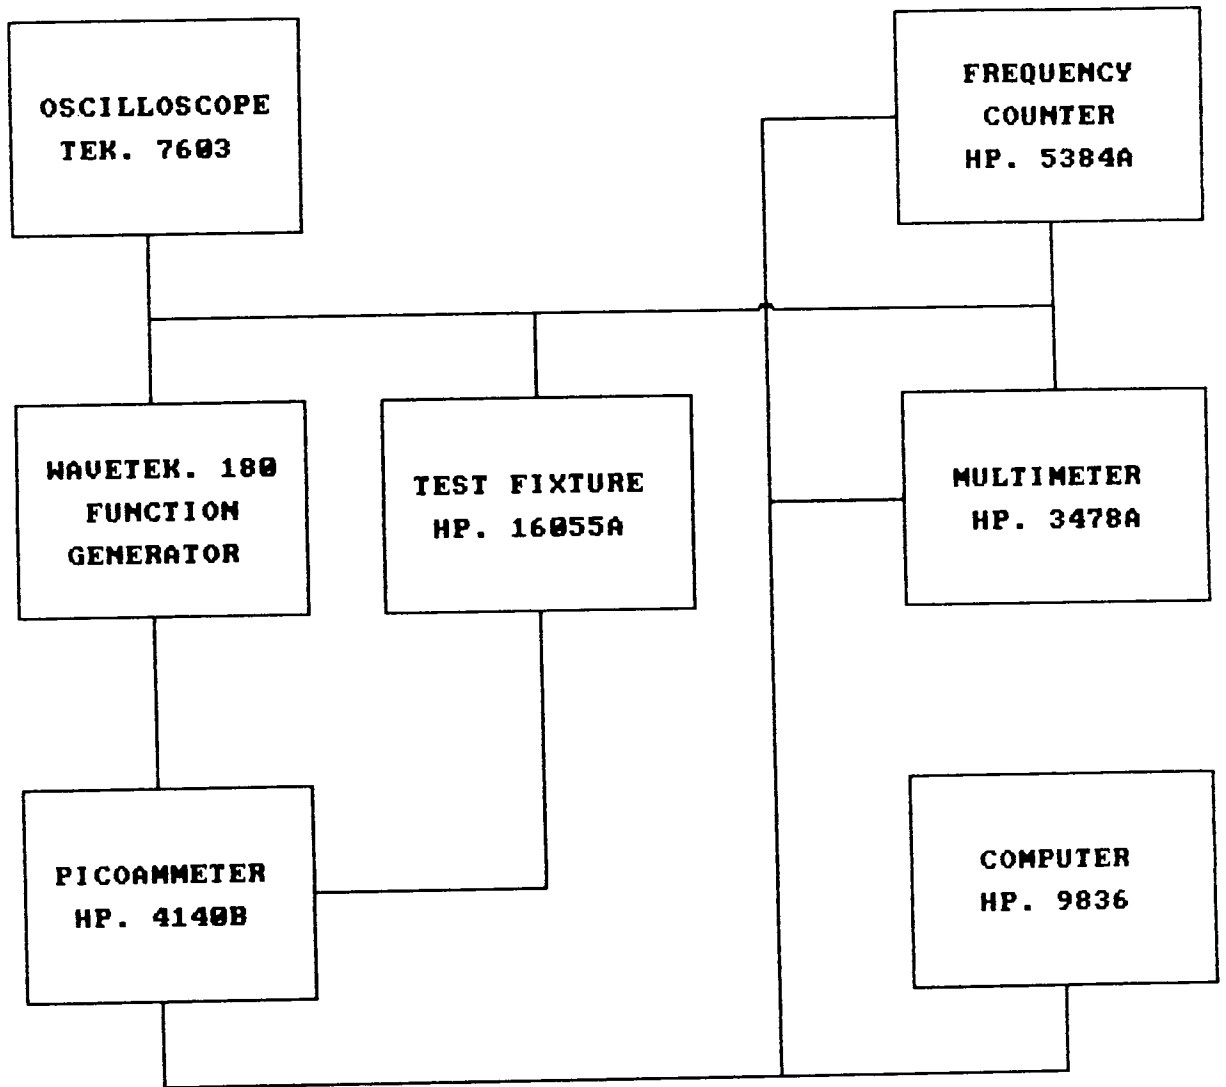 OSCILLOSCOPE
TEK. 7603
FREQUENCY
COUNTER
HP. 5384A
WAVETEK. 180
FUNCTION
GENERATOR
TEST FIXTURE
HP. 16055A
MULTIMETER
HP. 3478A
PICOAMMETER
HP. 4140B
COMPUTER
HP. 9836